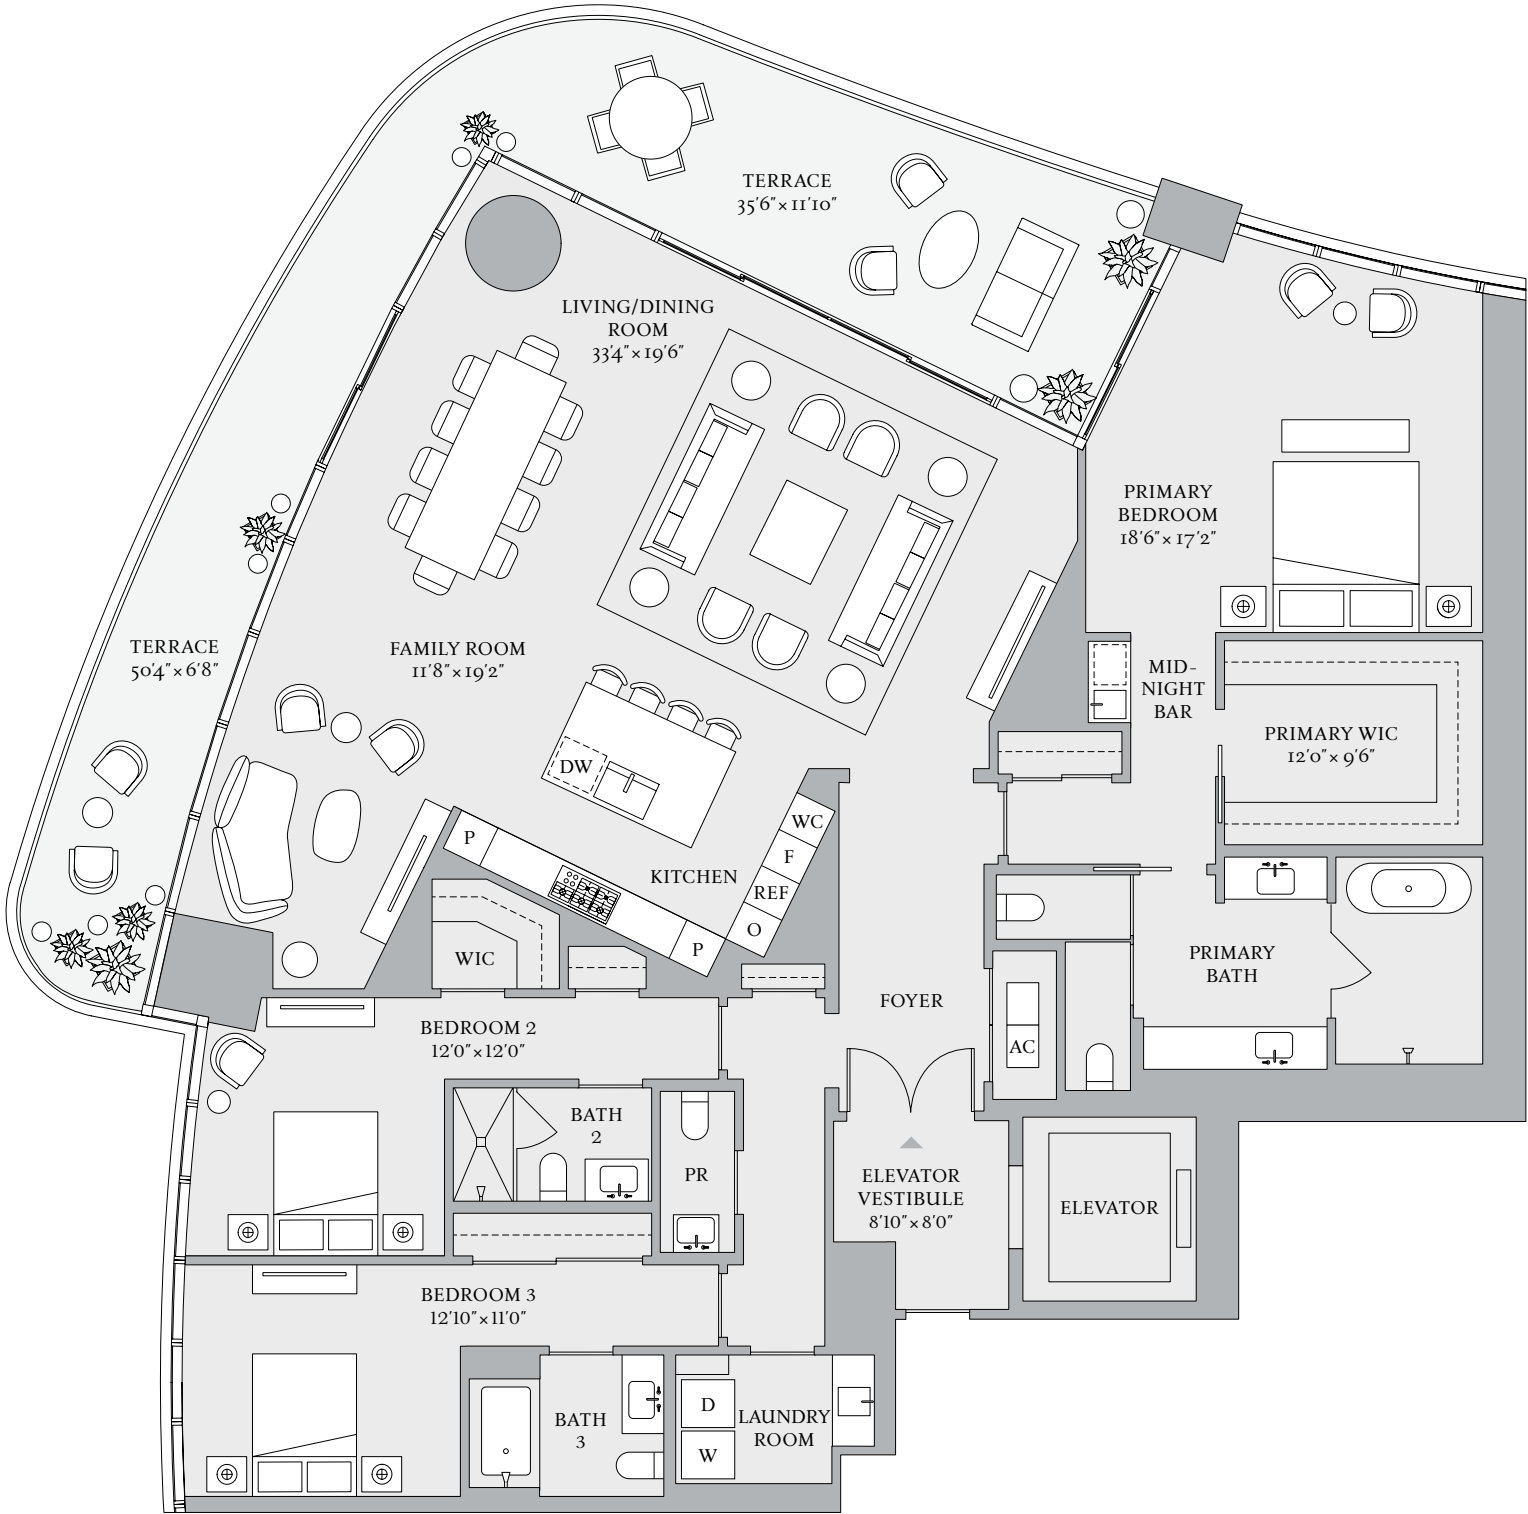 TERRACE
35'6"×11'10"
LIVING/DINING
ROOM
33'4"×19'6"
PRIMARY
BEDROOM
18'6"×17'2"
TERRACE
50'4"×6'8"
FAMILY ROOM
11'8"×19'2"
MID-
NIGHT
BAR
PRIMARY WIC
12'0"×9'6"
DW
WC
F
REF
O
P
KITCHEN
P
WIC
PRIMARY
BATH
FOYER
AC
BEDROOM 2
12'0"×12'0"
BATH
2
PR
ELEVATOR
VESTIBULE
8'10"×8'0"
ELEVATOR
BEDROOM 3
12'10"×11'0"
BATH
3
D
W
LAUNDRY
ROOM